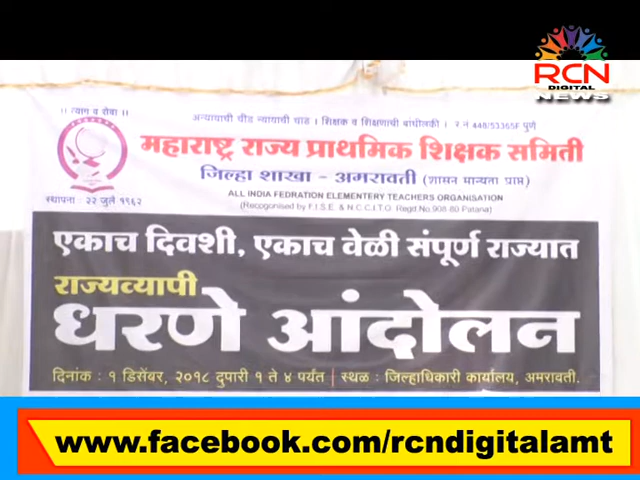 RCN
DIGITAL
NEWS
।। त्याग व सेवा ।।
अन्यायाची चीड न्यायाची चाड । शिक्षक व शिक्षणाची बांधीलकी । र.नं 448/53365F पुणे
महाराष्ट्र राज्य प्राथमिक शिक्षक समिती
जिल्हा शाखा - अमरावती (शासन मान्यता प्राप्त)
स्थापना : २२ जुलै १९६२
ALL INDIA FEDRATION ELEMENTERY TEACHERS ORGANISATION
(Recogonised by F.I.S.E & N.C.C.I.T.O. Regit No.908-80 Patana)
एकाच दिवशी, एकाच वेळी संपूर्ण राज्यात
राज्यव्यापी
धरणे आंदोलन
दिनांक : १ डिसेंबर, २०१८ दुपारी १ ते ४ पर्यंत | स्थळ : जिल्हाधिकारी कार्यालय, अमरावती.
www.facebook.com/rcndigitalamt